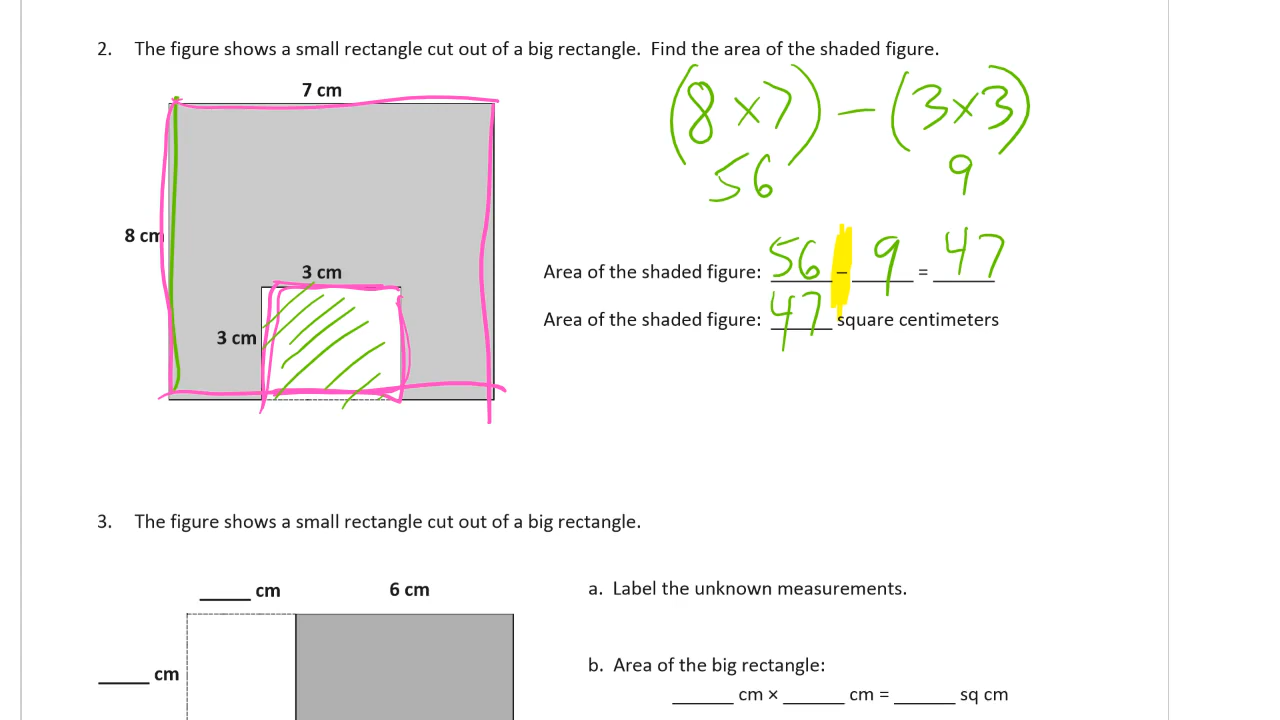 2. The figure shows a small rectangle cut out of a big rectangle. Find the area of the shaded figure.
7 cm
(8 × 7) − (3 × 3)
56 9
8 cm
3 cm
Area of the shaded figure: 56 − 9 = 47
3 cm
Area of the shaded figure: 47 square centimeters
3. The figure shows a small rectangle cut out of a big rectangle.
_____ cm 6 cm
a. Label the unknown measurements.
b. Area of the big rectangle:
_____ cm
______ cm × ______ cm = ______ sq cm